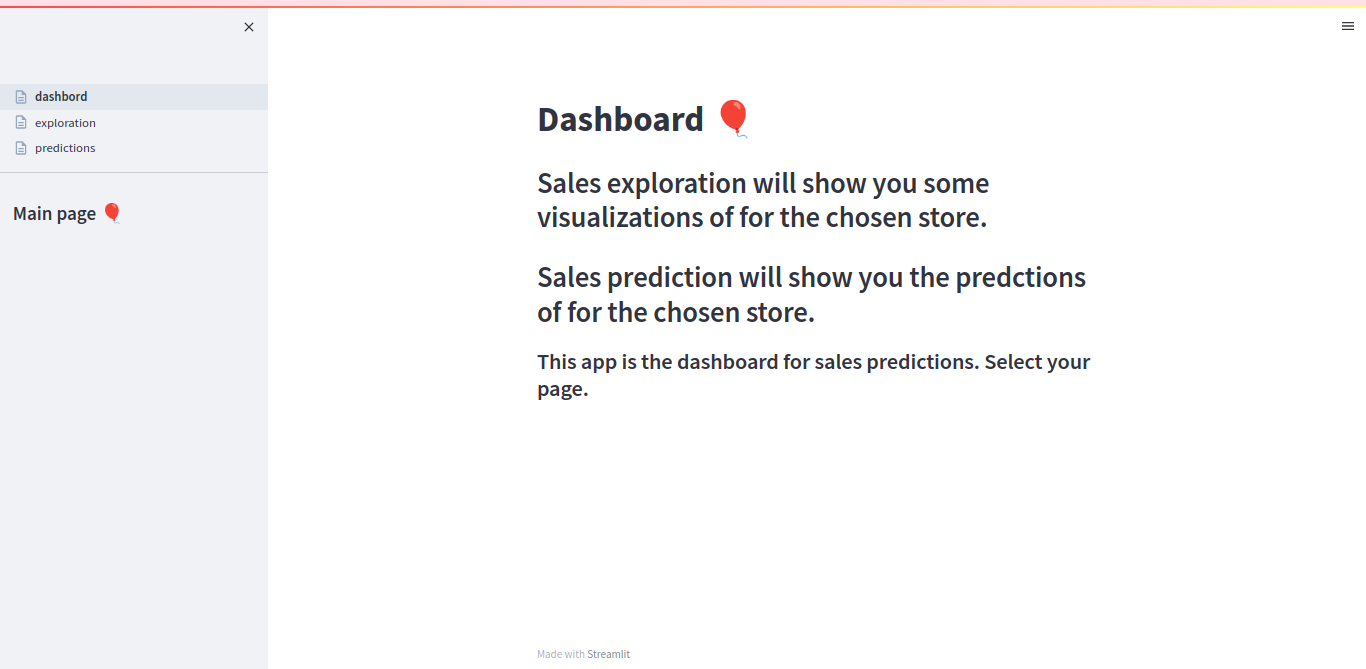 dashbord
exploration
predictions
Main page 🎈
Dashboard 🎈
Sales exploration will show you some
visualizations of for the chosen store.
Sales prediction will show you the predctions
of for the chosen store.
This app is the dashboard for sales predictions. Select your
page.
Made with Streamlit